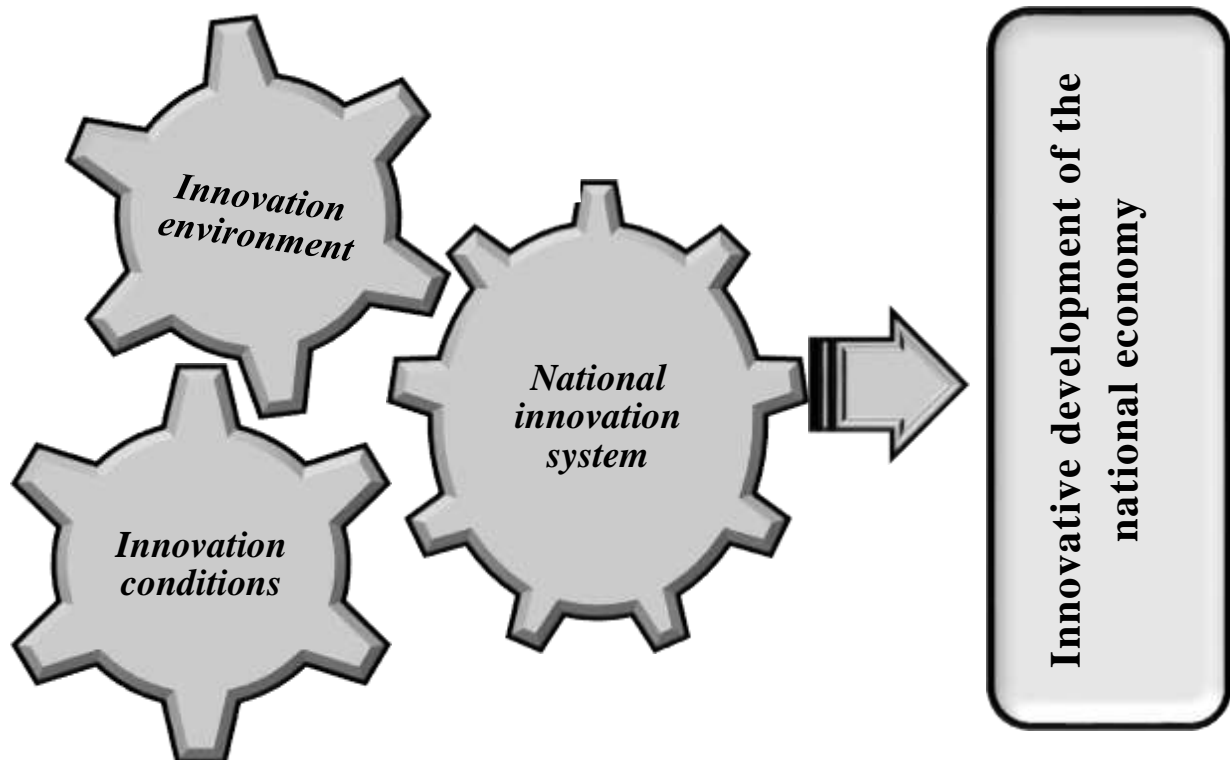 Innovation
environment
National
innovation
system
Innovation
conditions
Innovative development of the
national economy